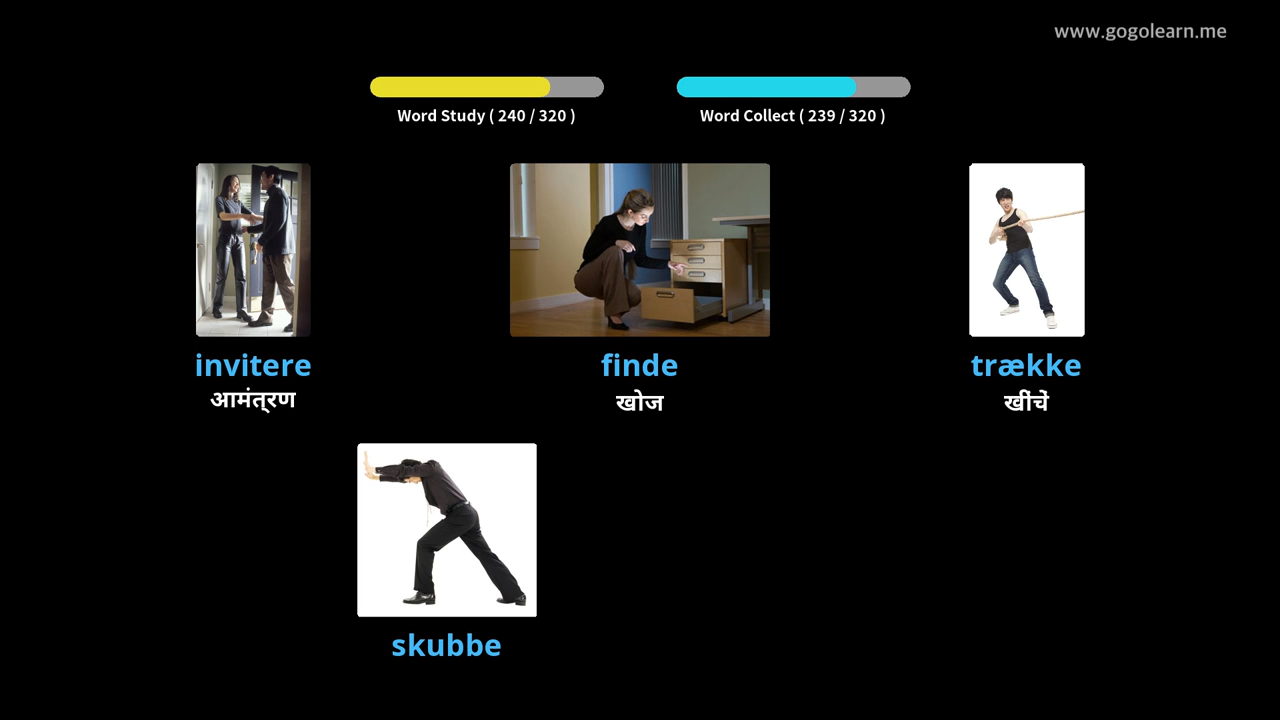 www.gogolearn.me
Word Study ( 240 / 320 )
Word Collect ( 239 / 320 )
invitere
आमंत्रण
finde
खोज
trække
खींचें
skubbe